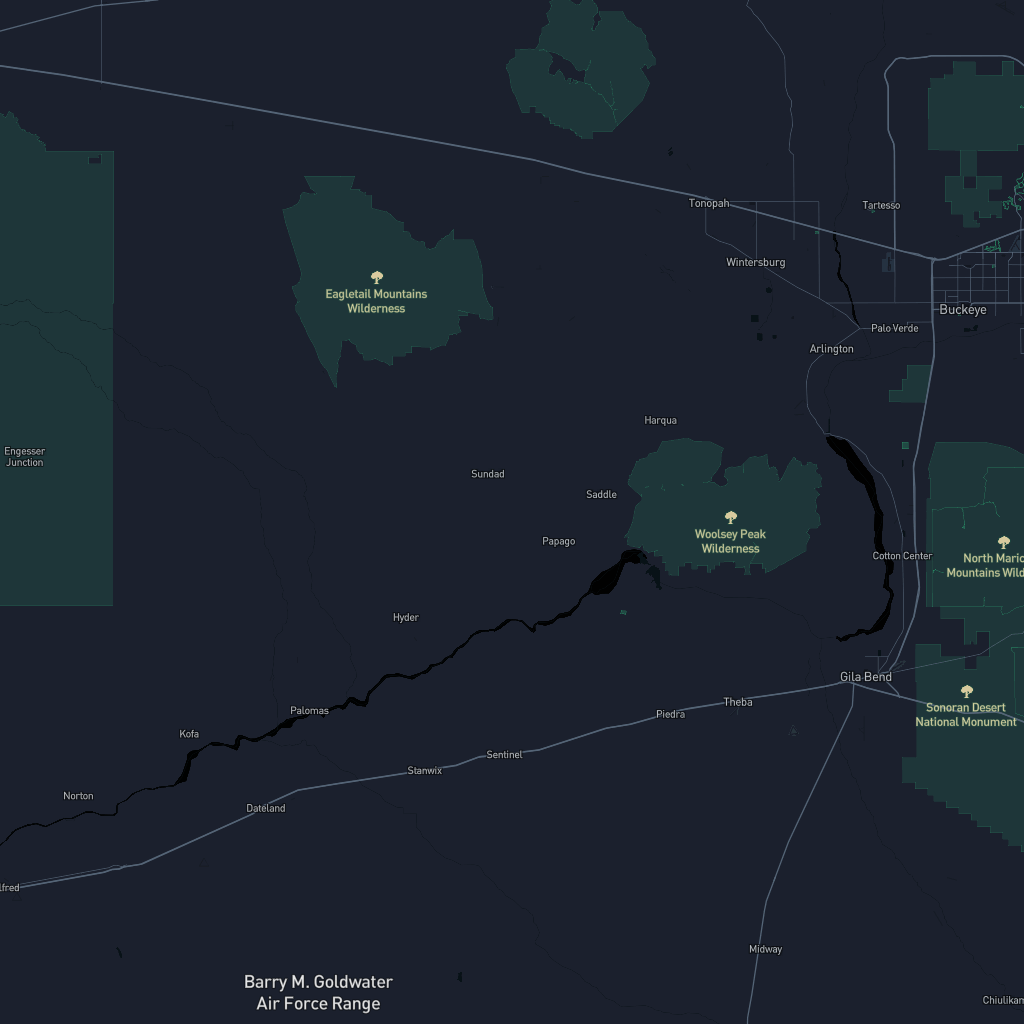 Tonopah
Tartesso
Wintersburg
Eagletail Mountains
Wilderness
Buckeye
Palo Verde
Arlington
Harqua
Engesser
Junction
Sundad
Saddle
Woolsey Peak
Wilderness
Papago
Cotton Center
North Maric
Mountains Wild
Hyder
Gila Bend
Theba
Sonoran Desert
National Monument
Piedra
Palomas
Kofa
Sentinel
Stanwix
Norton
Dateland
lfred
Midway
Barry M. Goldwater
Air Force Range
Chiulikam